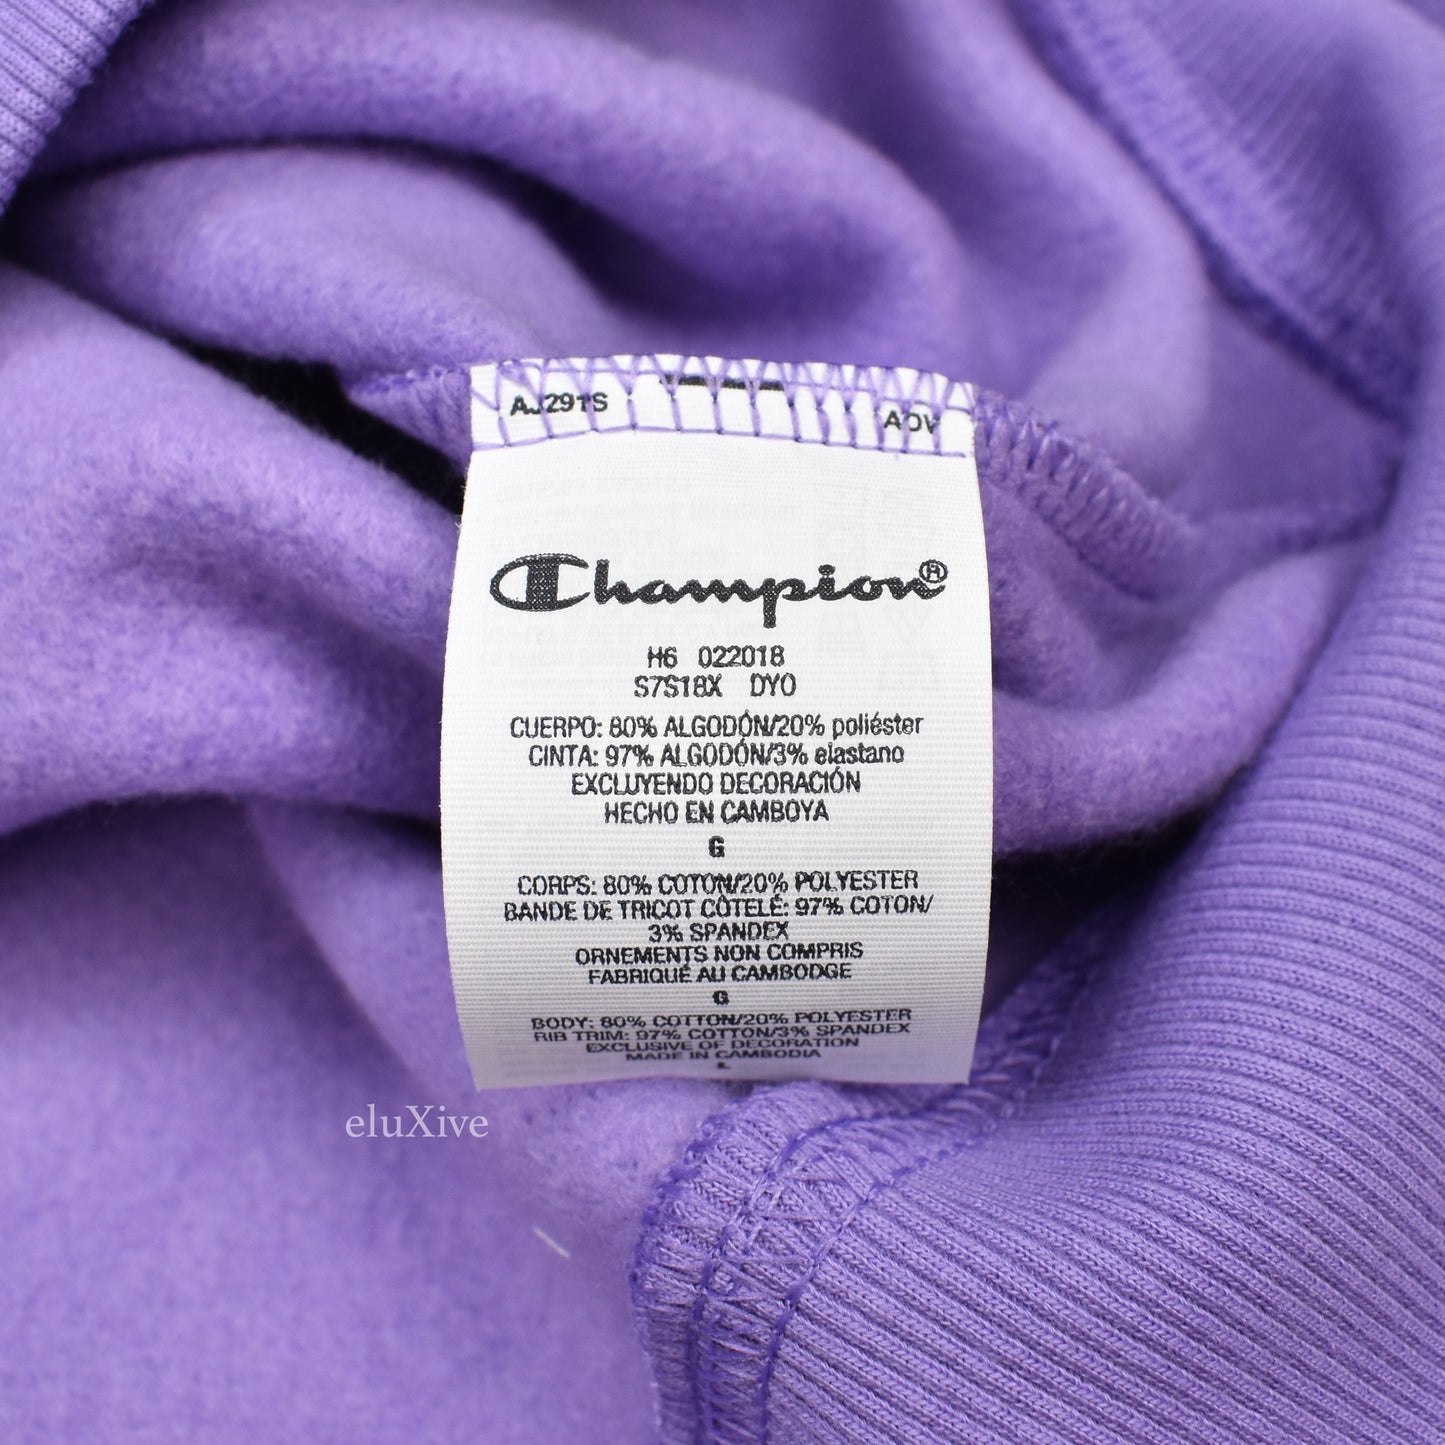 ADV
Champion®
H6 022018
S7S18X DYO
CUERPO: 80% ALGODÓN/20% poliéster
CINTA: 97% ALGODÓN/3% elastano
EXCLUYENDO DECORACIÓN
HECHO EN CAMBOYA
G
CORPS: 80% COTON/20% POLYESTER
BANDE DE TRICOT CÔTELÉ: 97% COTON/
3% SPANDEX
ORNEMENTS NON COMPRIS
FABRIQUÉ AU CAMBODGE
G
BODY: 80% COTTON/20% POLYESTER
RIB TRIM: 97% COTTON/3% SPANDEX
EXCLUSIVE OF DECORATION
MADE IN CAMBODIA
L
eluXive